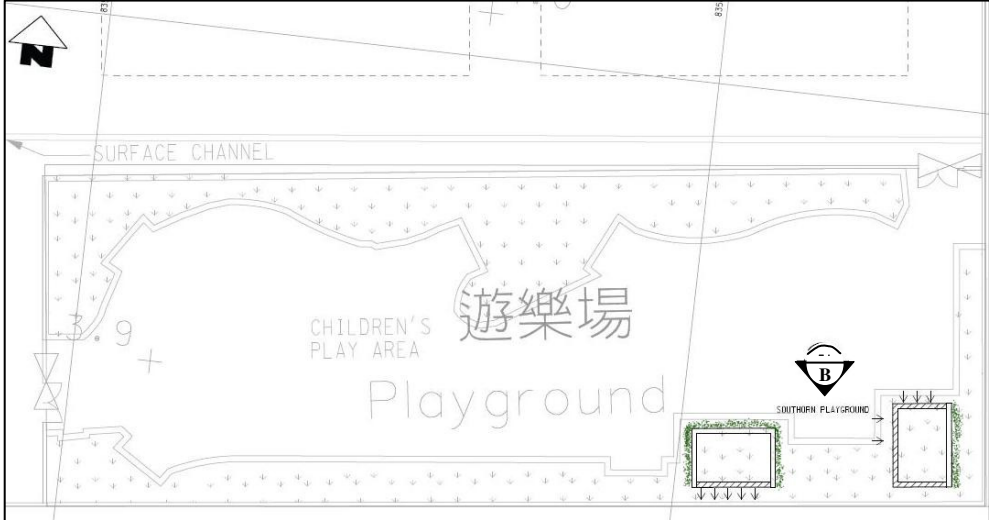 N
SURFACE CHANNEL
遊樂場
3.9
CHILDREN'S
PLAY AREA
Playground
B
SOUTHORN PLAYGROUND